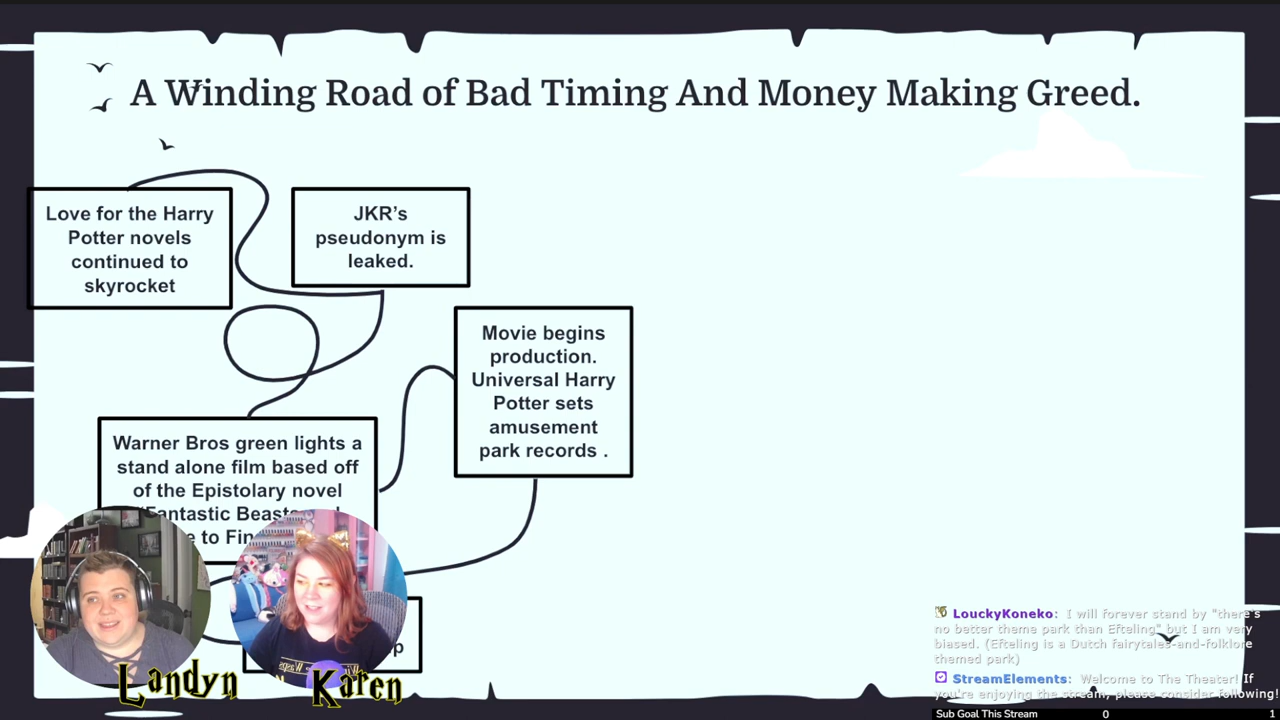 A Winding Road of Bad Timing And Money Making Greed.
Love for the Harry
Potter novels
continued to
skyrocket
JKR’s
pseudonym is
leaked.
Movie begins
production.
Universal Harry
Potter sets
amusement
park records .
Warner Bros green lights a
stand alone film based off
of the Epistolary novel
“Fantastic Beasts
to
Landyn
Karen
LouckyKoneko: I will forever stand by "there's
no better theme park than Efteling" but I am very
biased. (Efteling is a Dutch fairytales-and-folklore
themed park)
StreamElements: Welcome to The Theater! If
you're enjoying the stream, please consider following!
Sub Goal This Stream 0 1